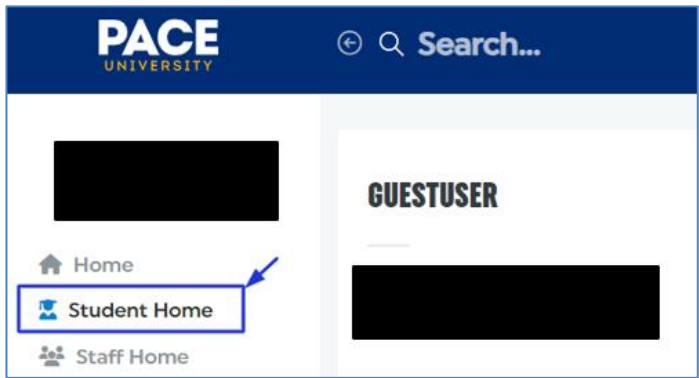 PACE
UNIVERSITY
Search...
GUESTUSER
Home
Student Home
Staff Home